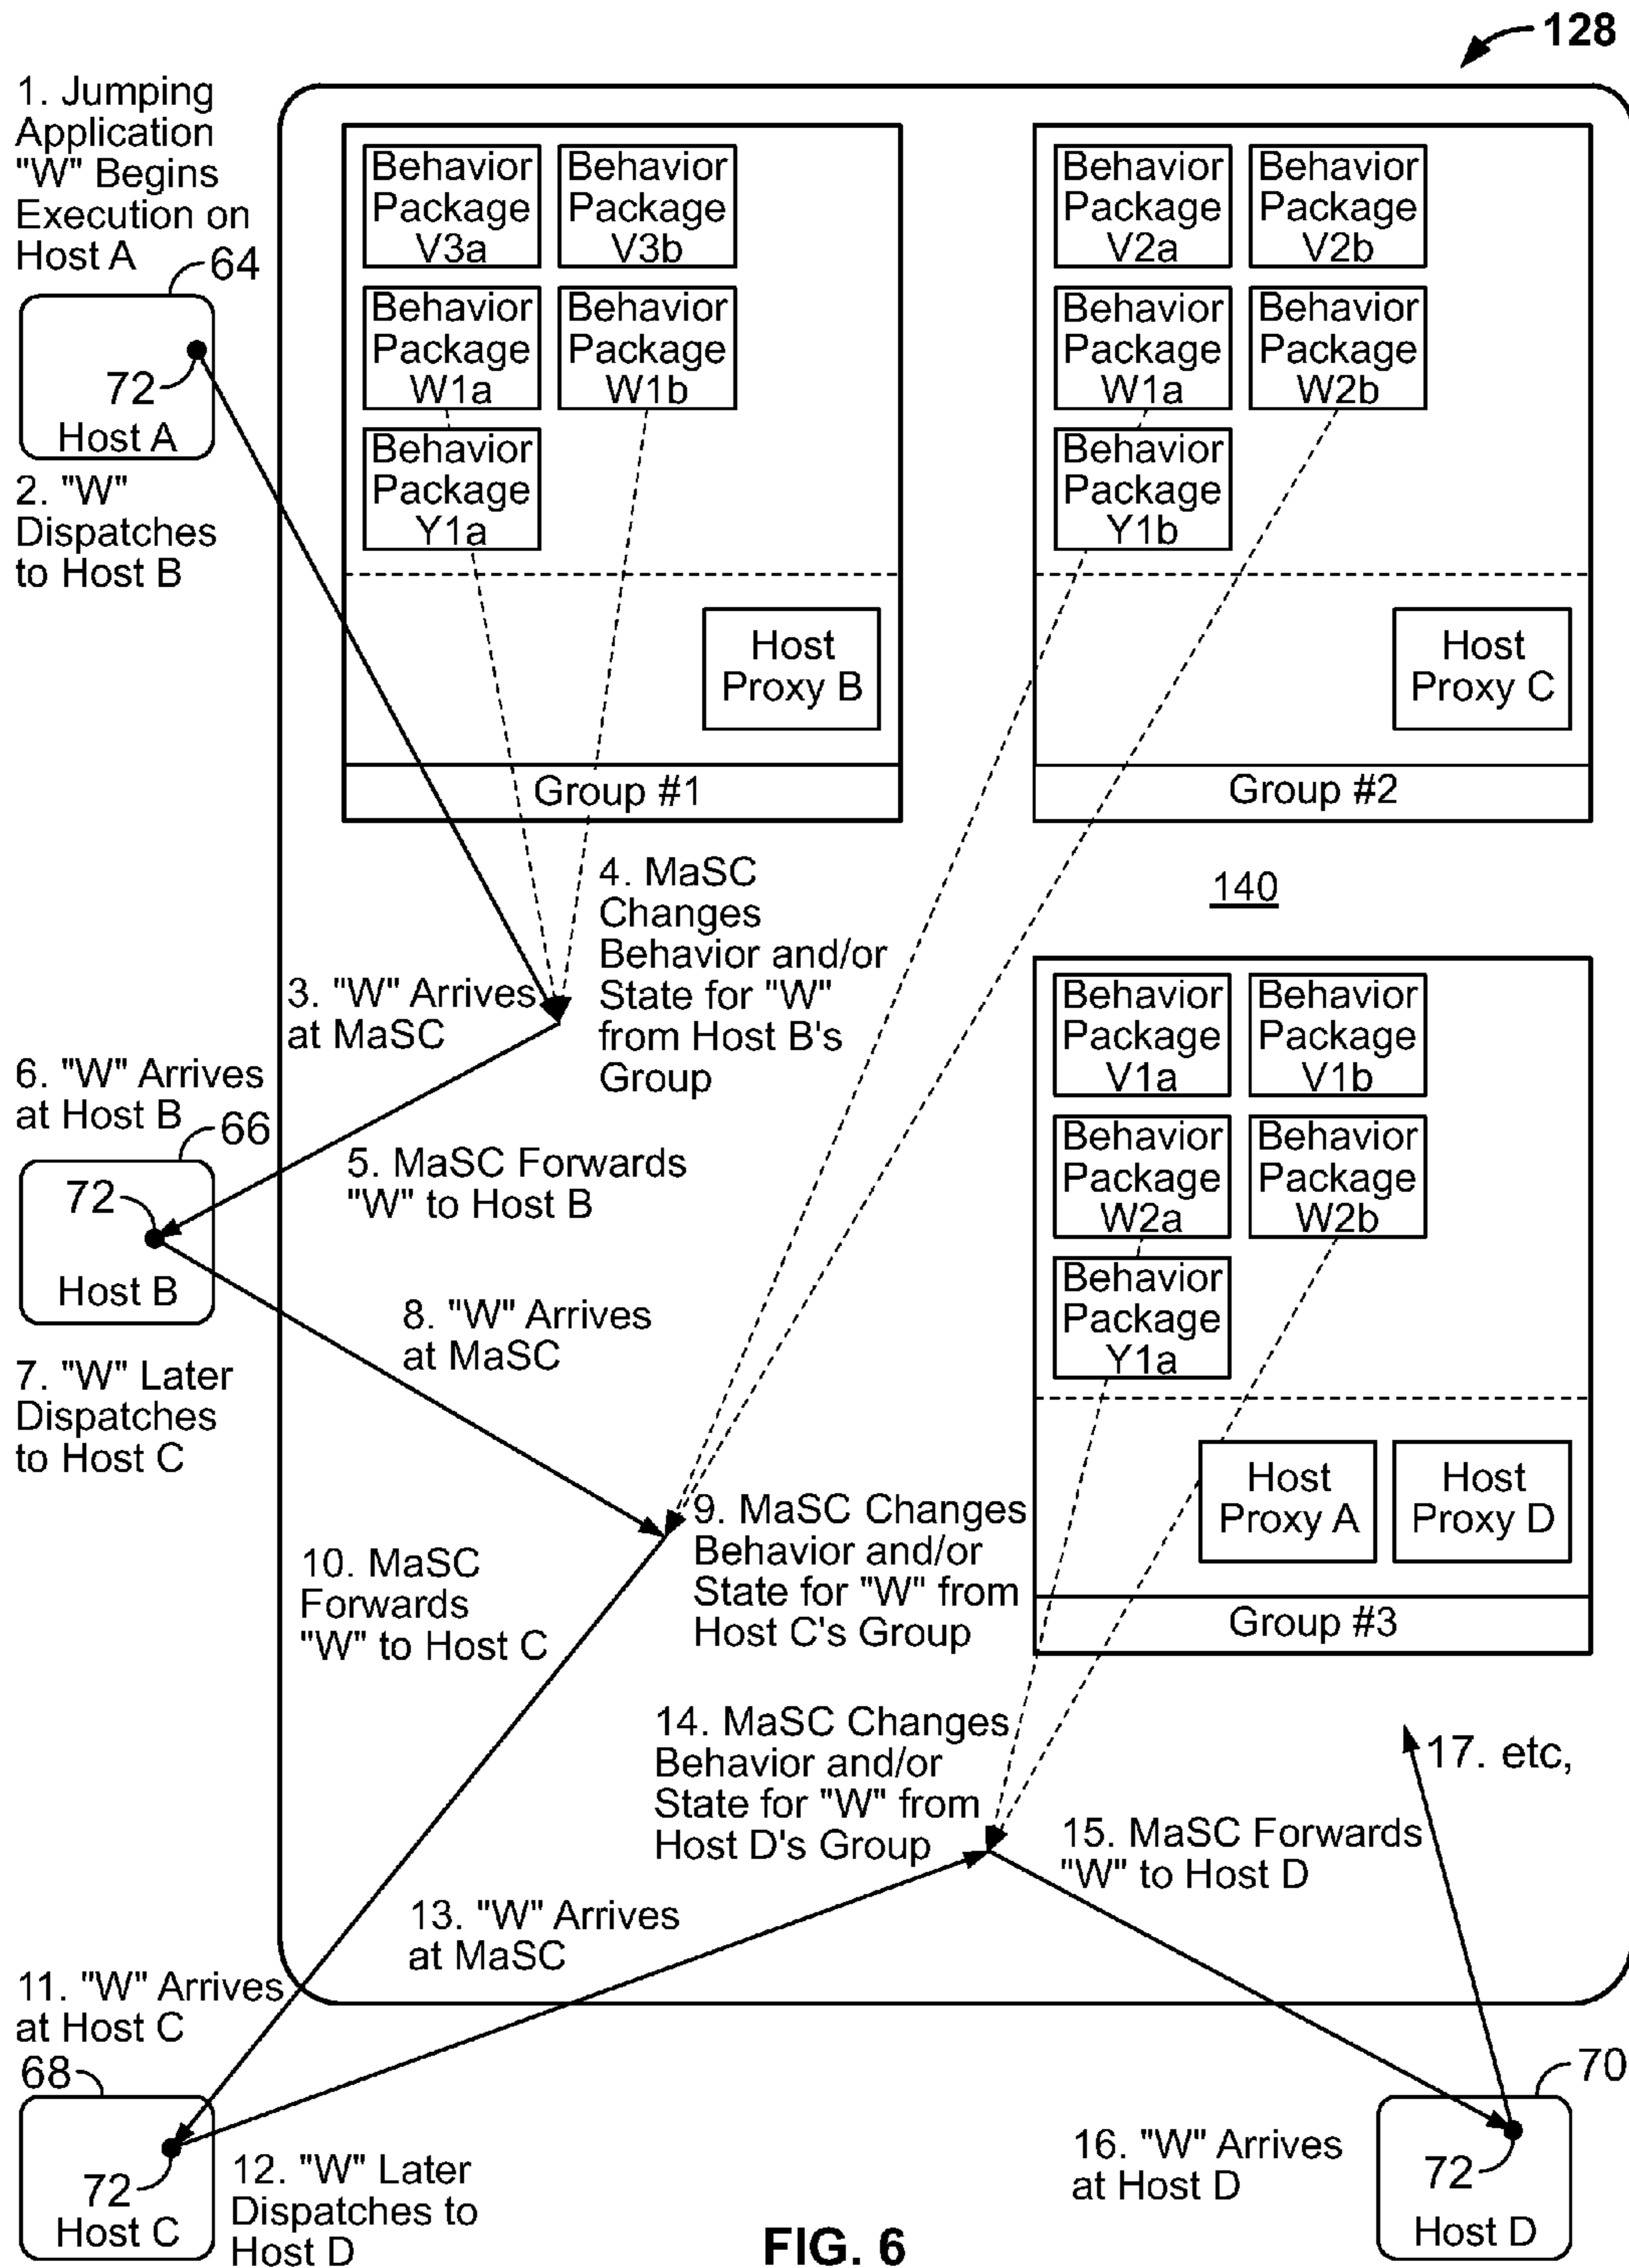 128
1. Jumping
Application
"W" Begins
Execution on
Host A
64
72
Host A
2. "W"
Dispatches
to Host B
Behavior
Package
V3a
Behavior
Package
V3b
Behavior
Package
W1a
Behavior
Package
W1b
Behavior
Package
Y1a
Host
Proxy B
Group #1
Behavior
Package
V2a
Behavior
Package
V2b
Behavior
Package
W1a
Behavior
Package
W2b
Behavior
Package
Y1b
Host
Proxy C
Group #2
140
3. "W" Arrives
at MaSC
4. MaSC
Changes
Behavior and/or
State for "W"
from Host B's
Group
5. MaSC Forwards
"W" to Host B
6. "W" Arrives
at Host B
66
72
Host B
7. "W" Later
Dispatches
to Host C
8. "W" Arrives
at MaSC
Behavior
Package
V1a
Behavior
Package
V1b
Behavior
Package
W2a
Behavior
Package
W2b
Behavior
Package
Y1a
Host
Proxy A
Host
Proxy D
Group #3
9. MaSC Changes
Behavior and/or
State for "W" from
Host C's Group
10. MaSC
Forwards
"W" to Host C
11. "W" Arrives
at Host C
68
72
Host C
12. "W" Later
Dispatches to
Host D
13. "W" Arrives
at MaSC
14. MaSC Changes
Behavior and/or
State for "W" from
Host D's Group
15. MaSC Forwards
"W" to Host D
16. "W" Arrives
at Host D
17. etc,
70
72
Host D
FIG. 6